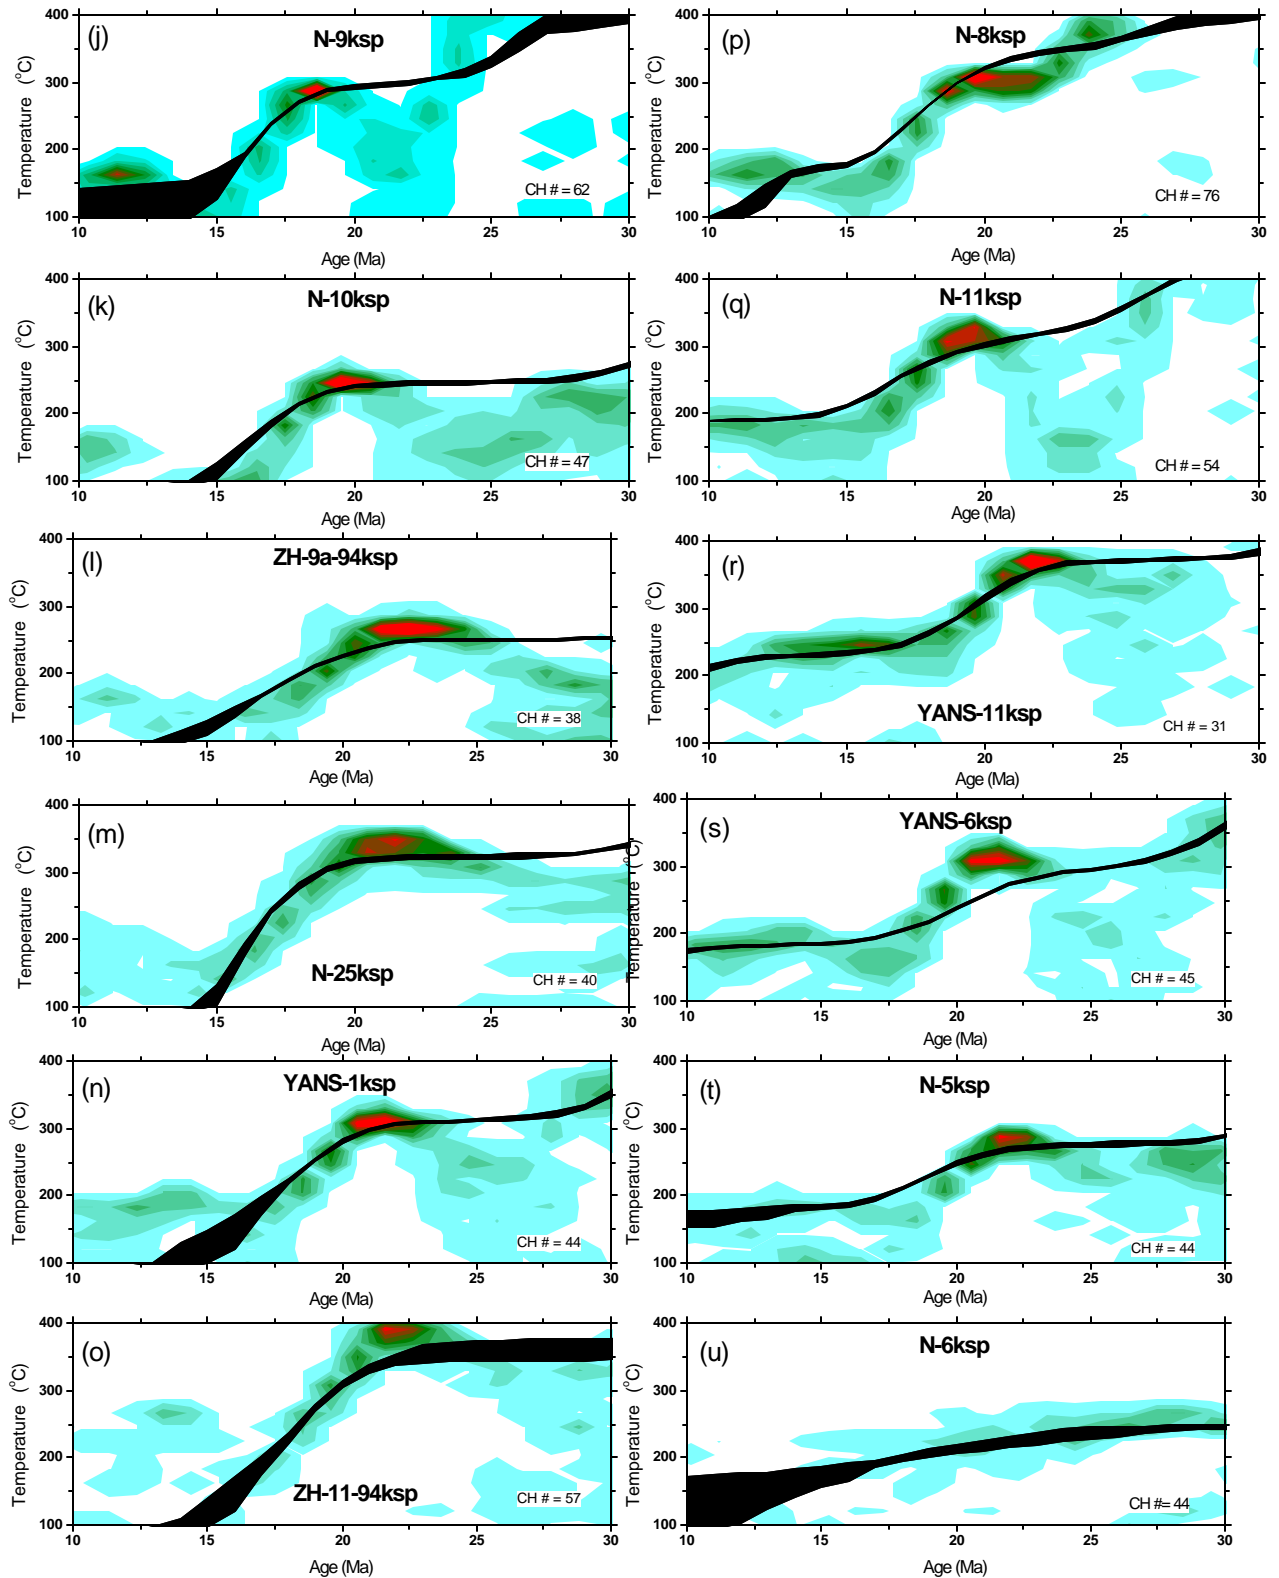 (j)
N-9ksp
400
300
200
100
Temperature (°C)
CH # = 62
10 15 20 25 30
Age (Ma)
(p)
N-8ksp
400
300
200
100
Temperature (°C)
CH # = 76
10 15 20 25 30
Age (Ma)
(k)
N-10ksp
400
300
200
100
Temperature (°C)
CH # = 47
10 15 20 25 30
Age (Ma)
(q)
N-11ksp
400
300
200
100
Temperature (°C)
CH # = 54
10 15 20 25 30
Age (Ma)
(l)
ZH-9a-94ksp
400
300
200
100
Temperature (°C)
CH # = 38
10 15 20 25 30
Age (Ma)
(r)
YANS-11ksp
400
300
200
100
Temperature (°C)
CH # = 31
10 15 20 25 30
Age (Ma)
(m)
N-25ksp
400
300
200
100
Temperature (°C)
CH # = 40
10 15 20 25 30
Age (Ma)
(s)
YANS-6ksp
400
300
200
100
Temperature (°C)
CH # = 45
10 15 20 25 30
Age (Ma)
(n)
YANS-1ksp
400
300
200
100
Temperature (°C)
CH # = 44
10 15 20 25 30
Age (Ma)
(t)
N-5ksp
400
300
200
100
Temperature (°C)
CH # = 44
10 15 20 25 30
Age (Ma)
(o)
ZH-11-94ksp
400
300
200
100
Temperature (°C)
CH # = 57
10 15 20 25 30
Age (Ma)
(u)
N-6ksp
400
300
200
100
Temperature (°C)
CH #= 44
10 15 20 25 30
Age (Ma)